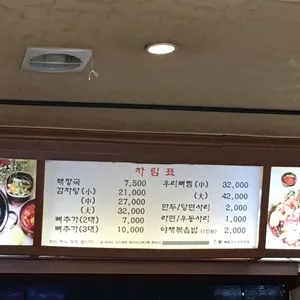 차림표
해장국 7,500
감자탕(小) 21,000
(中) 27,000
(大) 32,000
뼈추가(2대) 7,000
뼈추가(3대) 10,000
우리뼈찜(中) 32,000
(大) 42,000
만두/당면사리 2,000
라면/우동사리 1,000
야채볶음밥 2,000